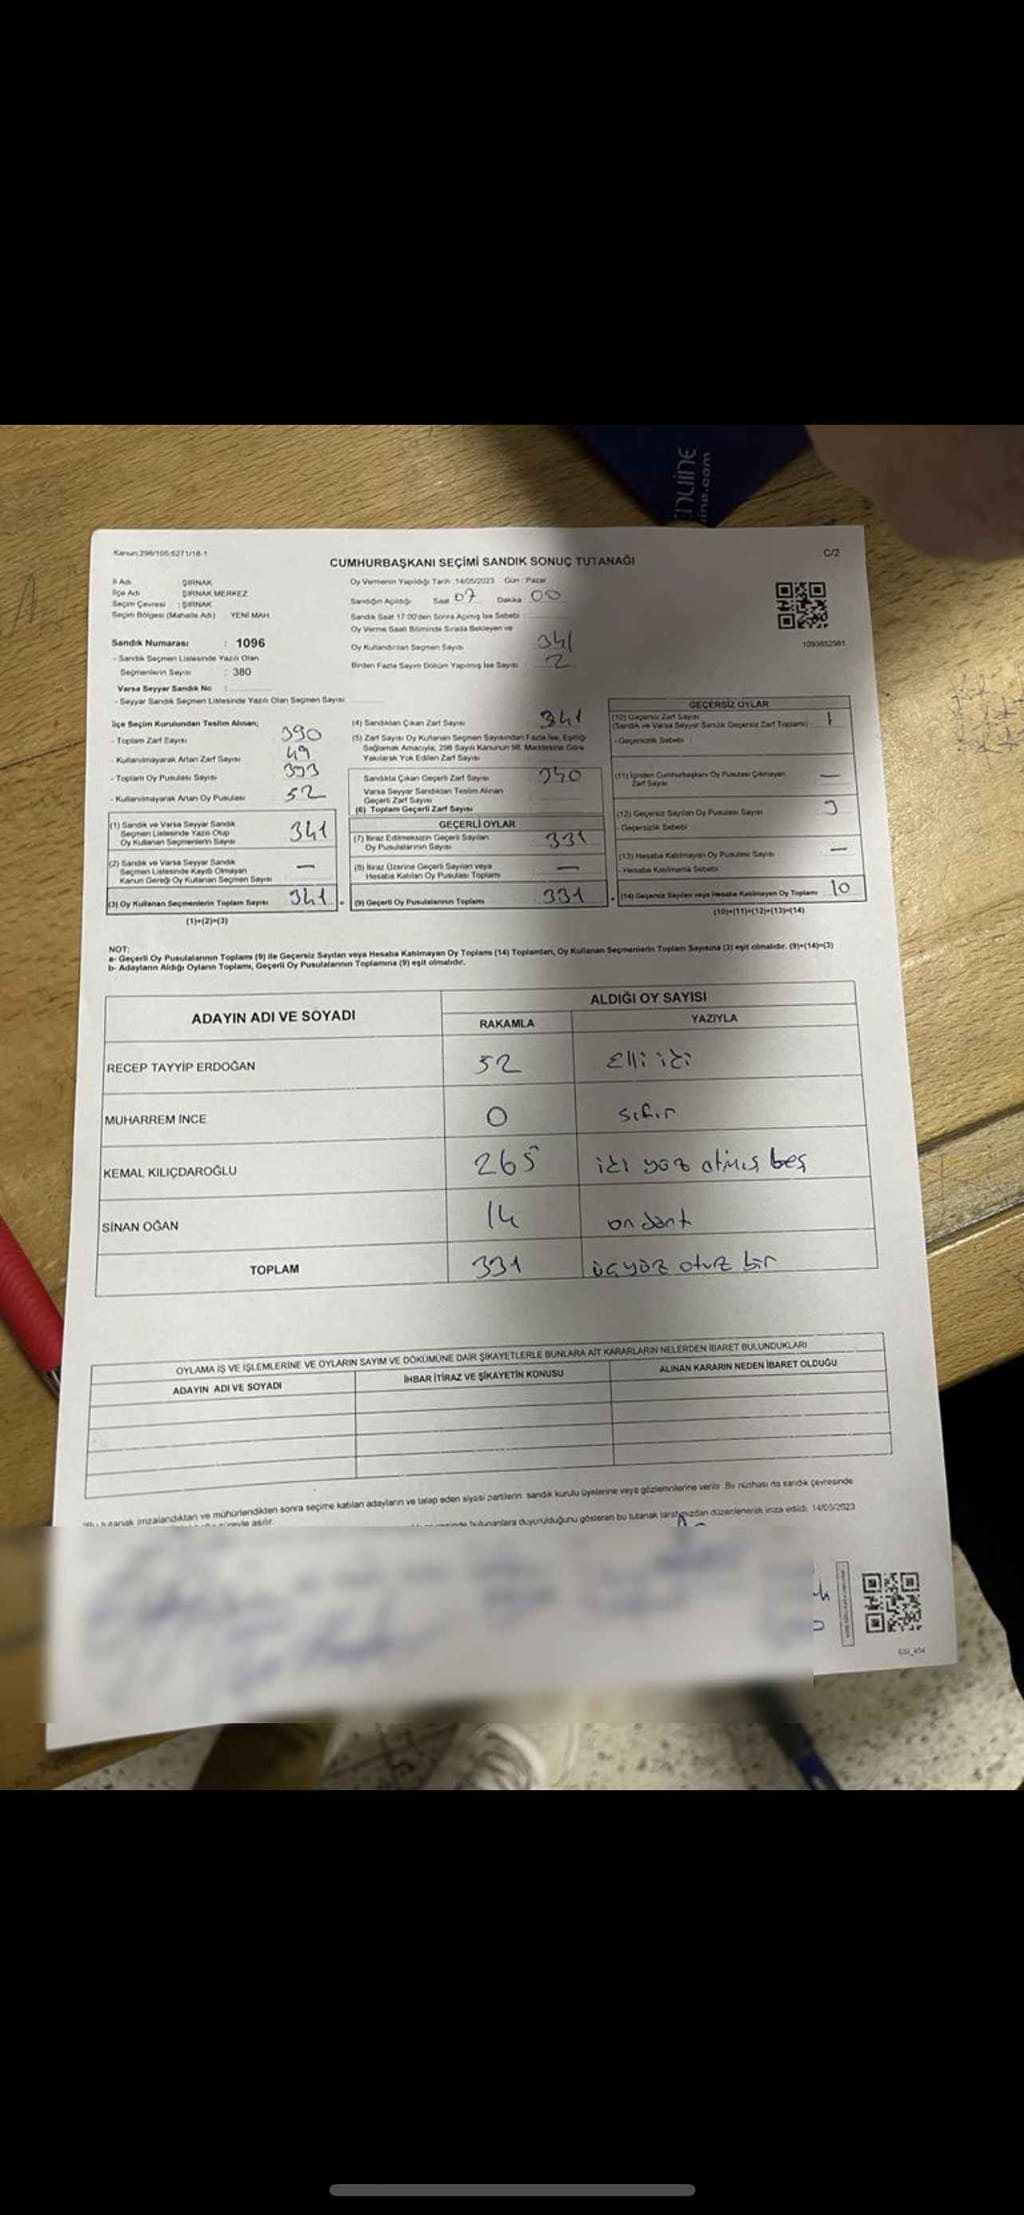 ENUINE
ine.com
Kanun:298/105;6271/18-1
C/2
CUMHURBAŞKANI SEÇİMİ SANDIK SONUÇ TUTANAĞI
İl Adı : ŞIRNAK
İlçe Adı : ŞIRNAK MERKEZ
Seçim Çevresi : ŞIRNAK
Seçim Bölgesi (Mahalle Adı) : YENİ MAH.
Sandık Numarası : 1096
- Sandık Seçmen Listesinde Yazılı Olan
Seçmenlerin Sayısı : 380
Varsa Seyyar Sandık No :
- Seyyar Sandık Seçmen Listesinde Yazılı Olan Seçmen Sayısı
Oy Vermenin Yapıldığı Tarih :14/05/2023 Gün : Pazar
Sandığın Açıldığı Saat : 07 Dakika : 00
Sandık Saat 17:00'den Sonra Açılmış İse Sebebi :
Oy Verme Saati Bitiminde Sırada Bekleyen ve
Oy Kullandırılan Seçmen Sayısı 341
Birden Fazla Sayım Döküm Yapılmış İse Sayısı 2
1093852981
İlçe Seçim Kurulundan Teslim Alınan;
- Toplam Zarf Sayısı 390
- Kullanılmayarak Artan Zarf Sayısı 49
- Toplam Oy Pusulası Sayısı 393
- Kullanılmayarak Artan Oy Pusulası 52
(1) Sandık ve Varsa Seyyar Sandık
Seçmen Listesinde Yazılı Olup
Oy Kullanan Seçmenlerin Sayısı 341
(2) Sandık ve Varsa Seyyar Sandık
Seçmen Listesinde Kaydı Olmayan
Kanun Gereği Oy Kullanan Seçmen Sayısı —
(3) Oy Kullanan Seçmenlerin Toplam Sayısı 341
(1)+(2)=(3)
(4) Sandıktan Çıkan Zarf Sayısı 341
(5) Zarf Sayısı Oy Kullanan Seçmen Sayısından Fazla İse, Eşitliği
Sağlamak Amacıyla, 298 Sayılı Kanunun 98. Maddesine Göre
Yakılarak Yok Edilen Zarf Sayısı
Sandıkta Çıkan Geçerli Zarf Sayısı 340
Varsa Seyyar Sandıktan Teslim Alınan
Geçerli Zarf Sayısı
(6) Toplam Geçerli Zarf Sayısı
GEÇERLİ OYLAR
(7) İtiraz Edilmeksizin Geçerli Sayılan
Oy Pusulalarının Sayısı 331
(8) İtiraz Üzerine Geçerli Sayılan veya
Hesaba Katılan Oy Pusulası Toplamı —
(9) Geçerli Oy Pusulalarının Toplamı 331
GEÇERSİZ OYLAR
(10) Geçersiz Zarf Sayısı
(Sandık ve Varsa Seyyar Sandık Geçersiz Zarf Toplamı) 1
- Geçersizlik Sebebi :
(11) İçinden Cumhurbaşkanı Oy Pusulası Çıkmayan
Zarf Sayısı —
(12) Geçersiz Sayılan Oy Pusulası Sayısı 9
- Geçersizlik Sebebi :
(13) Hesaba Katılmayan Oy Pusulası Sayısı —
- Hesaba Katılmama Sebebi :
(14) Geçersiz Sayılan veya Hesaba Katılmayan Oy Toplamı 10
(10)+(11)+(12)+(13)=(14)
NOT:
a- Geçerli Oy Pusulalarının Toplamı (9) ile Geçersiz Sayılan veya Hesaba Katılmayan Oy Toplamı (14) Toplamları, Oy Kullanan Seçmenlerin Toplam Sayısına (3) eşit olmalıdır. (9)+(14)=(3)
b- Adayların Aldığı Oyların Toplamı, Geçerli Oy Pusulalarının Toplamına (9) eşit olmalıdır.
ADAYIN ADI VE SOYADI
ALDIĞI OY SAYISI
RAKAMLA YAZIYLA
RECEP TAYYİP ERDOĞAN 52 Elli iki
MUHARREM İNCE 0 sıfır
KEMAL KILIÇDAROĞLU 265 iki yüz atmış beş
SİNAN OĞAN 14 on dört
TOPLAM 331 üçyüz otuz bir
OYLAMA İŞ VE İŞLEMLERİNE VE OYLARIN SAYIM VE DÖKÜMÜNE DAİR ŞİKAYETLERLE BUNLARA AİT KARARLARIN NELERDEN İBARET BULUNDUKLARI
ADAYIN ADI VE SOYADI İHBAR İTİRAZ VE ŞİKAYETİN KONUSU ALINAN KARARIN NEDEN İBARET OLDUĞU
tutanak imzalandıktan ve mühürlendikten sonra seçime katılan adayların ve talep eden siyasi partilerin sandık kurulu üyelerine veya gözlemcilerine verilir. Bir nüshası da sandık çevresinde
asılır.
bulunanlara duyurulduğunu gösteren bu tutanak tarafımızdan düzenlenerek imza edildi. 14/05/2023